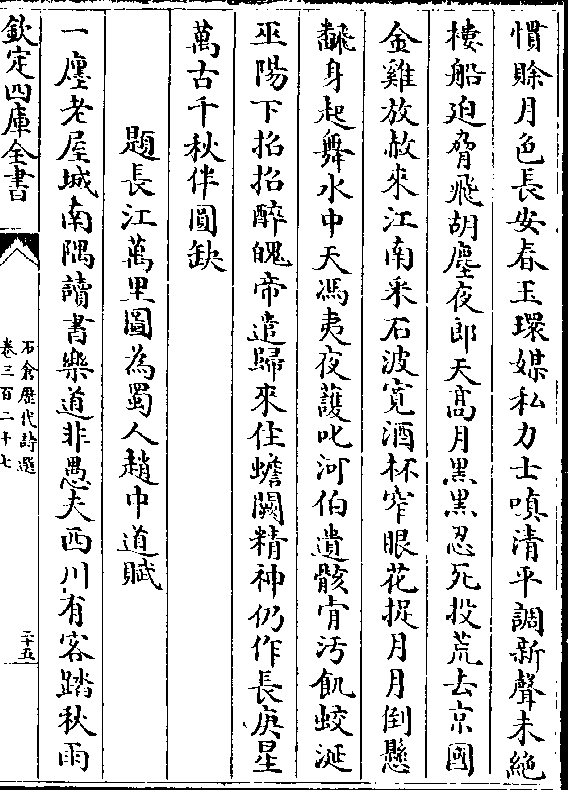 慣賒月色長安春玉環媒私力士嗔清平調新聲未絶
樓船迫脅飛胡塵夜郎天髙月黒黒忍死投荒去京國
金雞放赦來江南采石波寛酒杯窄眼花捉月月倒懸
飜身起舞水中天馮夷夜護叱河伯遺骸肯汚飢蛟涎
巫陽下招招醉魄帝遣歸來住蟾闕精神仍作長庚星
萬古千秋伴圓缺
題長江萬里圖為蜀人趙中道賦
一廛老屋城南隅讀書樂道非愚夫西川有客踏秋雨
欽定四庫全書
石倉歴代詩選
卷三百二十七
二十五